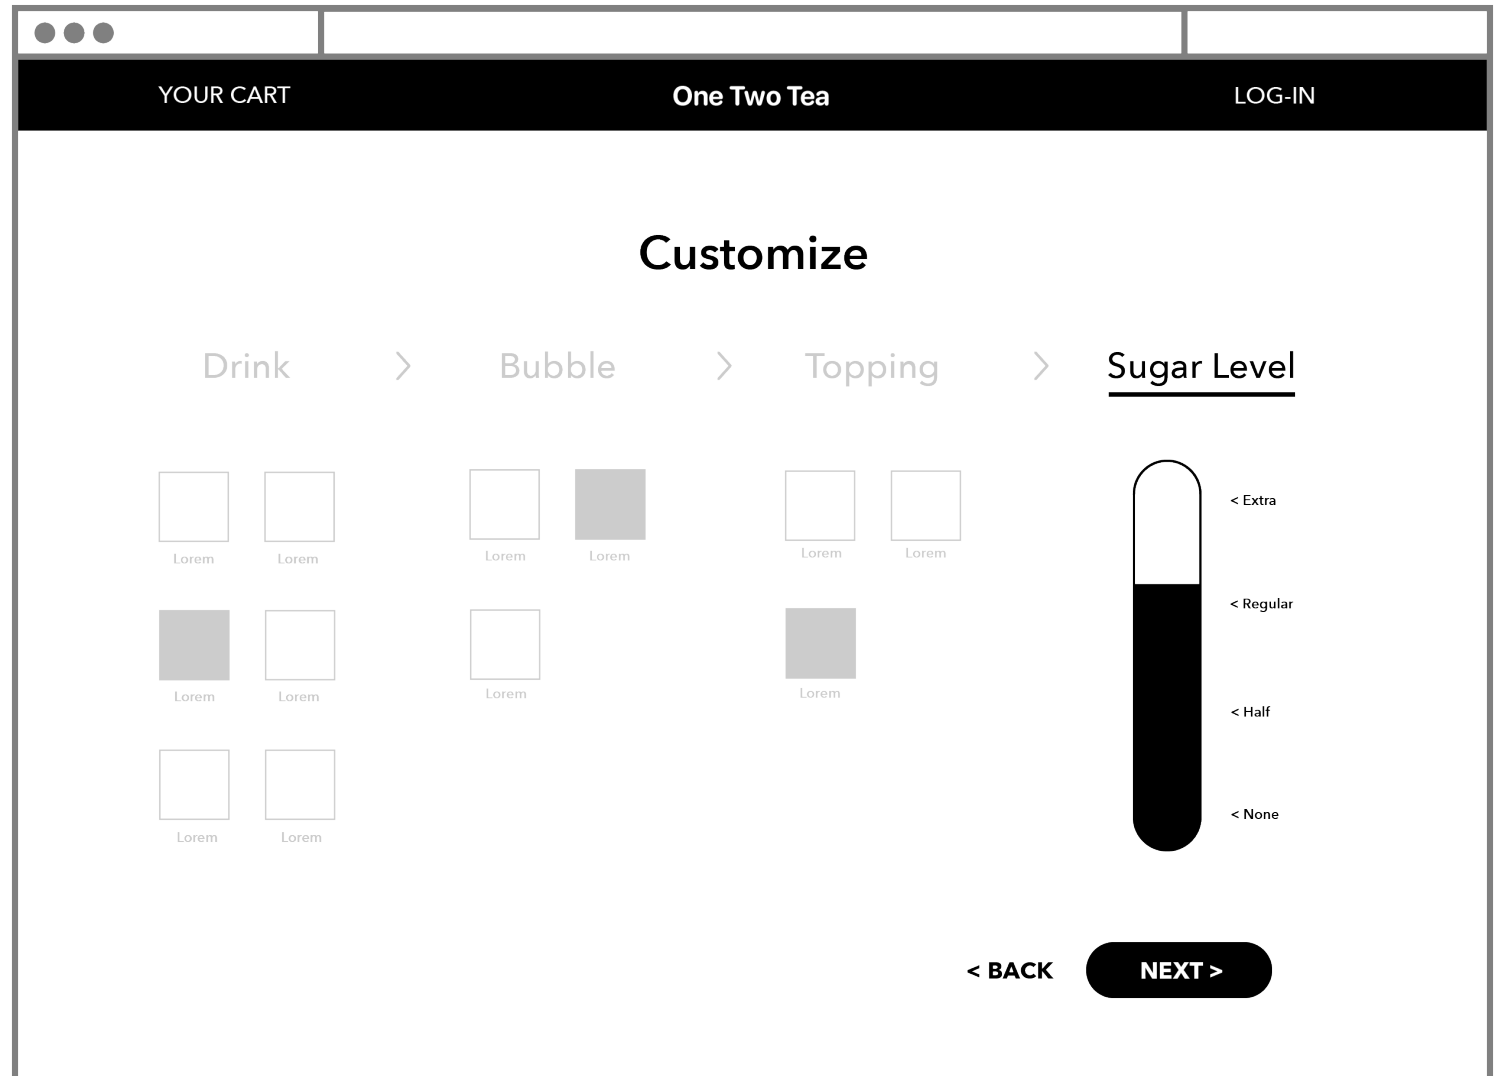 YOUR CART One Two Tea LOG-IN
Customize
Drink > Bubble > Topping > Sugar Level
Lorem Lorem
Lorem Lorem
Lorem Lorem
Lorem Lorem
Lorem
Lorem Lorem
Lorem
< Extra
< Regular
< Half
< None
< BACK NEXT >